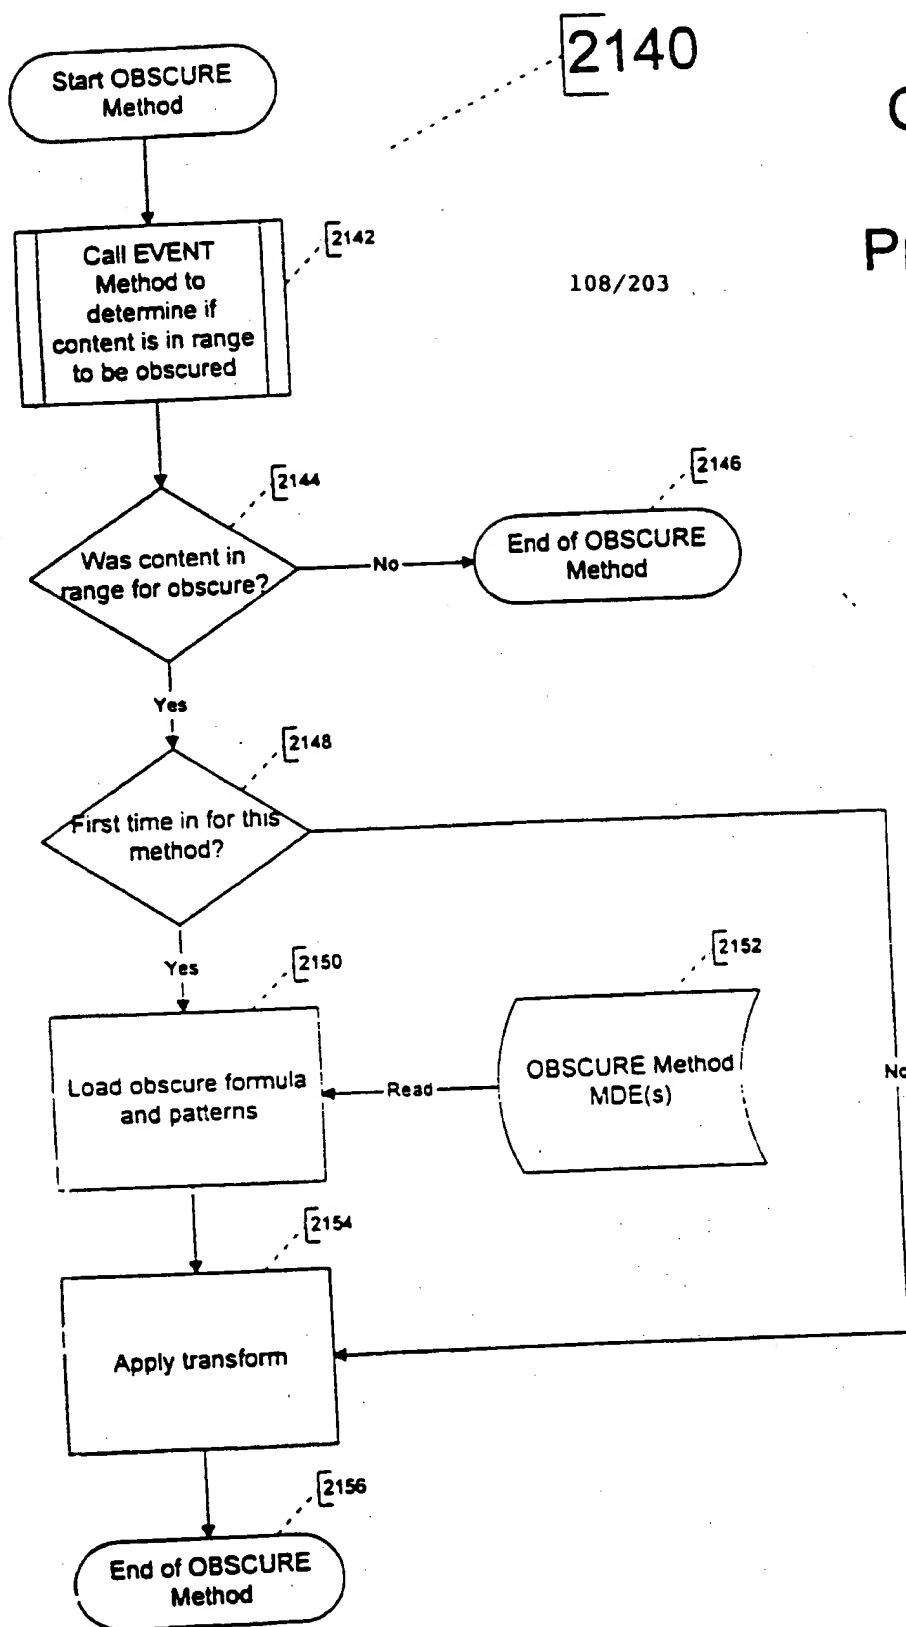 2140
Start OBSCURE
Method
2142
Call EVENT
Method to
determine if
content is in range
to be obscured
108/203
2144
2146
Was content in
range for obscure?
No
End of OBSCURE
Method
Yes
2148
First time in for this
method?
2152
Yes
2150
OBSCURE Method
MDE(s)
No
Load obscure formula
and patterns
Read
2154
Apply transform
2156
End of OBSCURE
Method